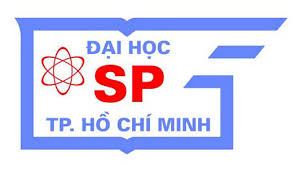 ĐẠI HỌC
SP
TP. HỒ CHÍ MINH